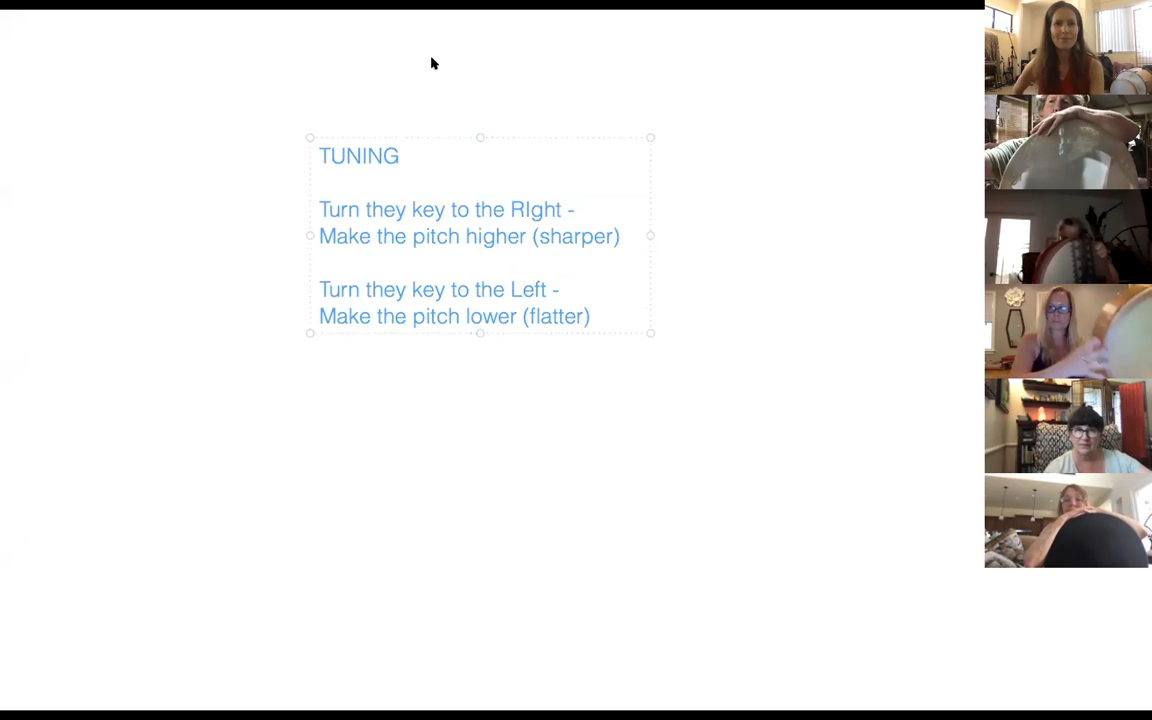 TUNING
Turn they key to the RIght -
Make the pitch higher (sharper)
Turn they key to the Left -
Make the pitch lower (flatter)